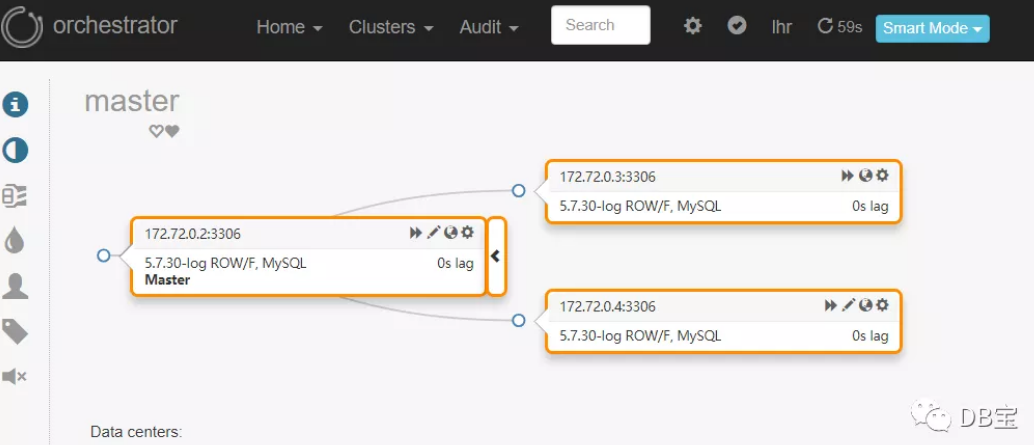 orchestrator Home Clusters Audit Search lhr 59s Smart Mode
master
172.72.0.3:3306
5.7.30-log ROW/F, MySQL 0s lag
172.72.0.2:3306
5.7.30-log ROW/F, MySQL 0s lag
Master
172.72.0.4:3306
5.7.30-log ROW/F, MySQL 0s lag
Data centers:
DB宝